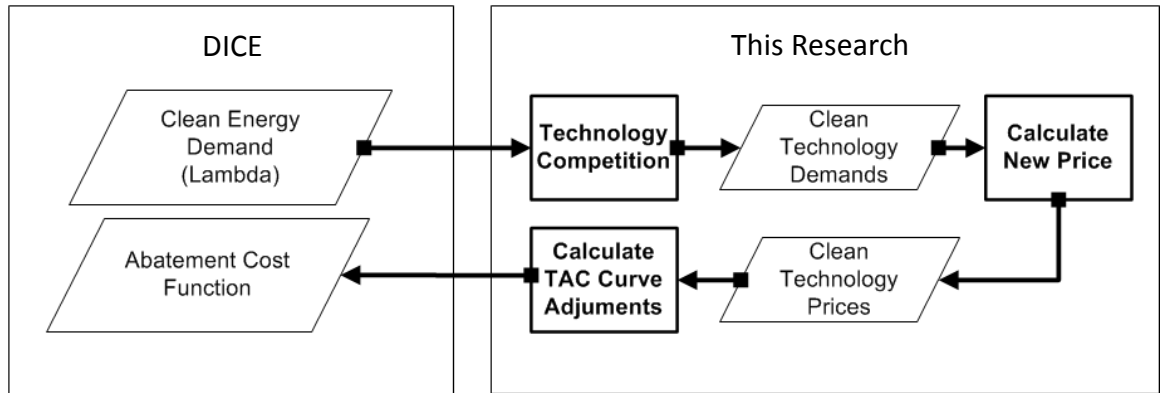 DICE
Clean Energy
Demand
(Lambda)
Abatement Cost
Function
This Research
Technology
Competition
Clean
Technology
Demands
Calculate
New Price
Calculate
TAC Curve
Adjuments
Clean
Technology
Prices